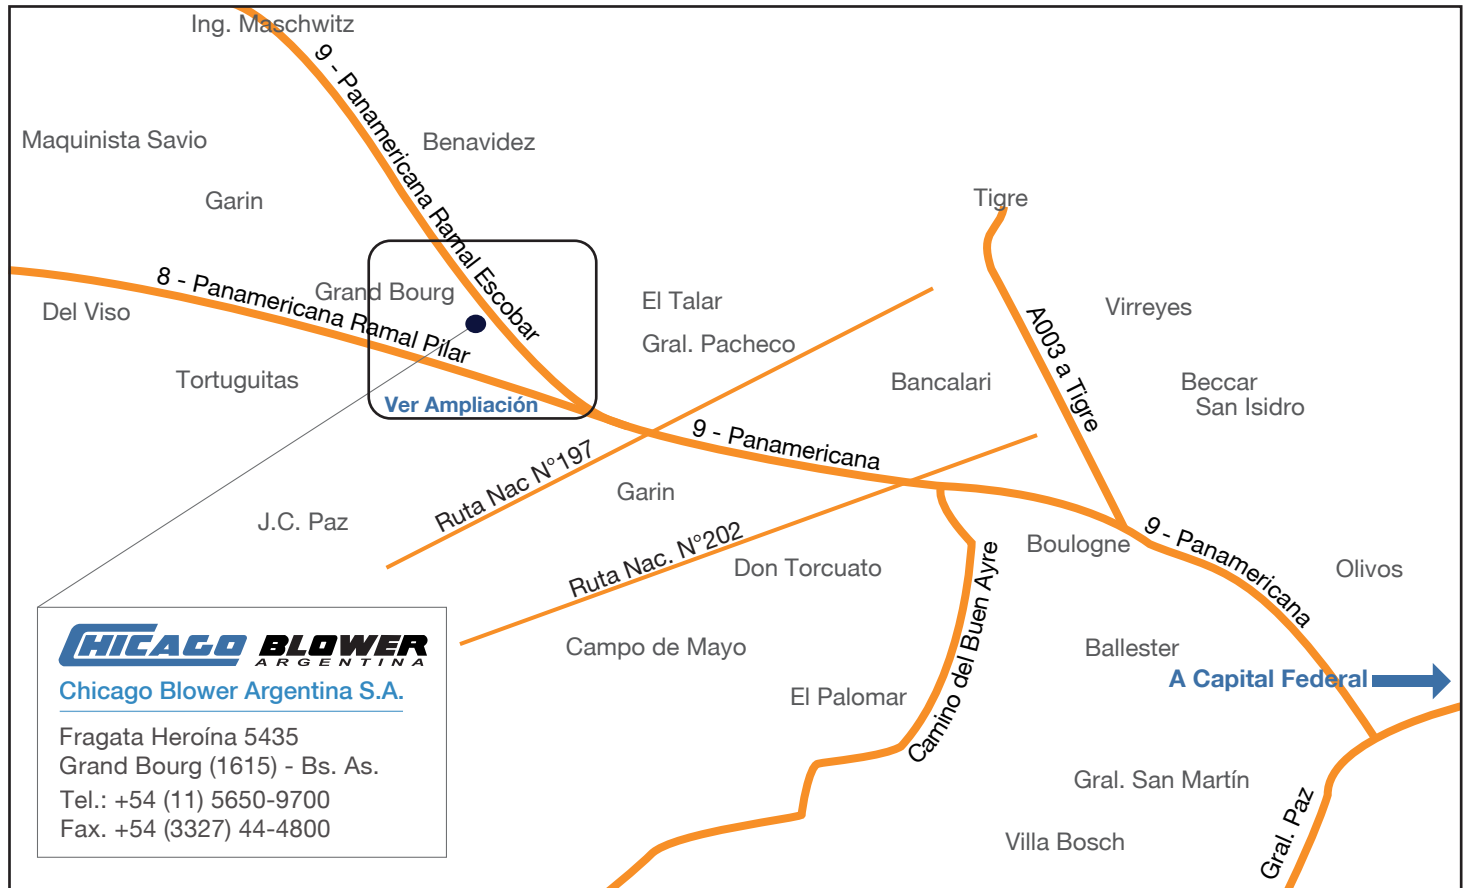 Ing. Maschwitz
9 - Panamericana Ramal Escobar
Maquinista Savio
Benavidez
Garin
Tigre
8 - Panamericana Ramal Pilar
Grand Bourg
Del Viso
El Talar
Gral. Pacheco
A003 a Tigre
Virreyes
Tortuguitas
Ver Ampliación
Bancalari
Beccar
San Isidro
9 - Panamericana
Ruta Nac N°197
Garin
J.C. Paz
Ruta Nac. N°202
Don Torcuato
Boulogne
9 - Panamericana
Olivos
Camino del Buen Ayre
Campo de Mayo
Ballester
A Capital Federal
El Palomar
Gral. San Martín
Gral. Paz
Villa Bosch
CHICAGO BLOWER
ARGENTINA
Chicago Blower Argentina S.A.
Fragata Heroína 5435
Grand Bourg (1615) - Bs. As.
Tel.: +54 (11) 5650-9700
Fax. +54 (3327) 44-4800